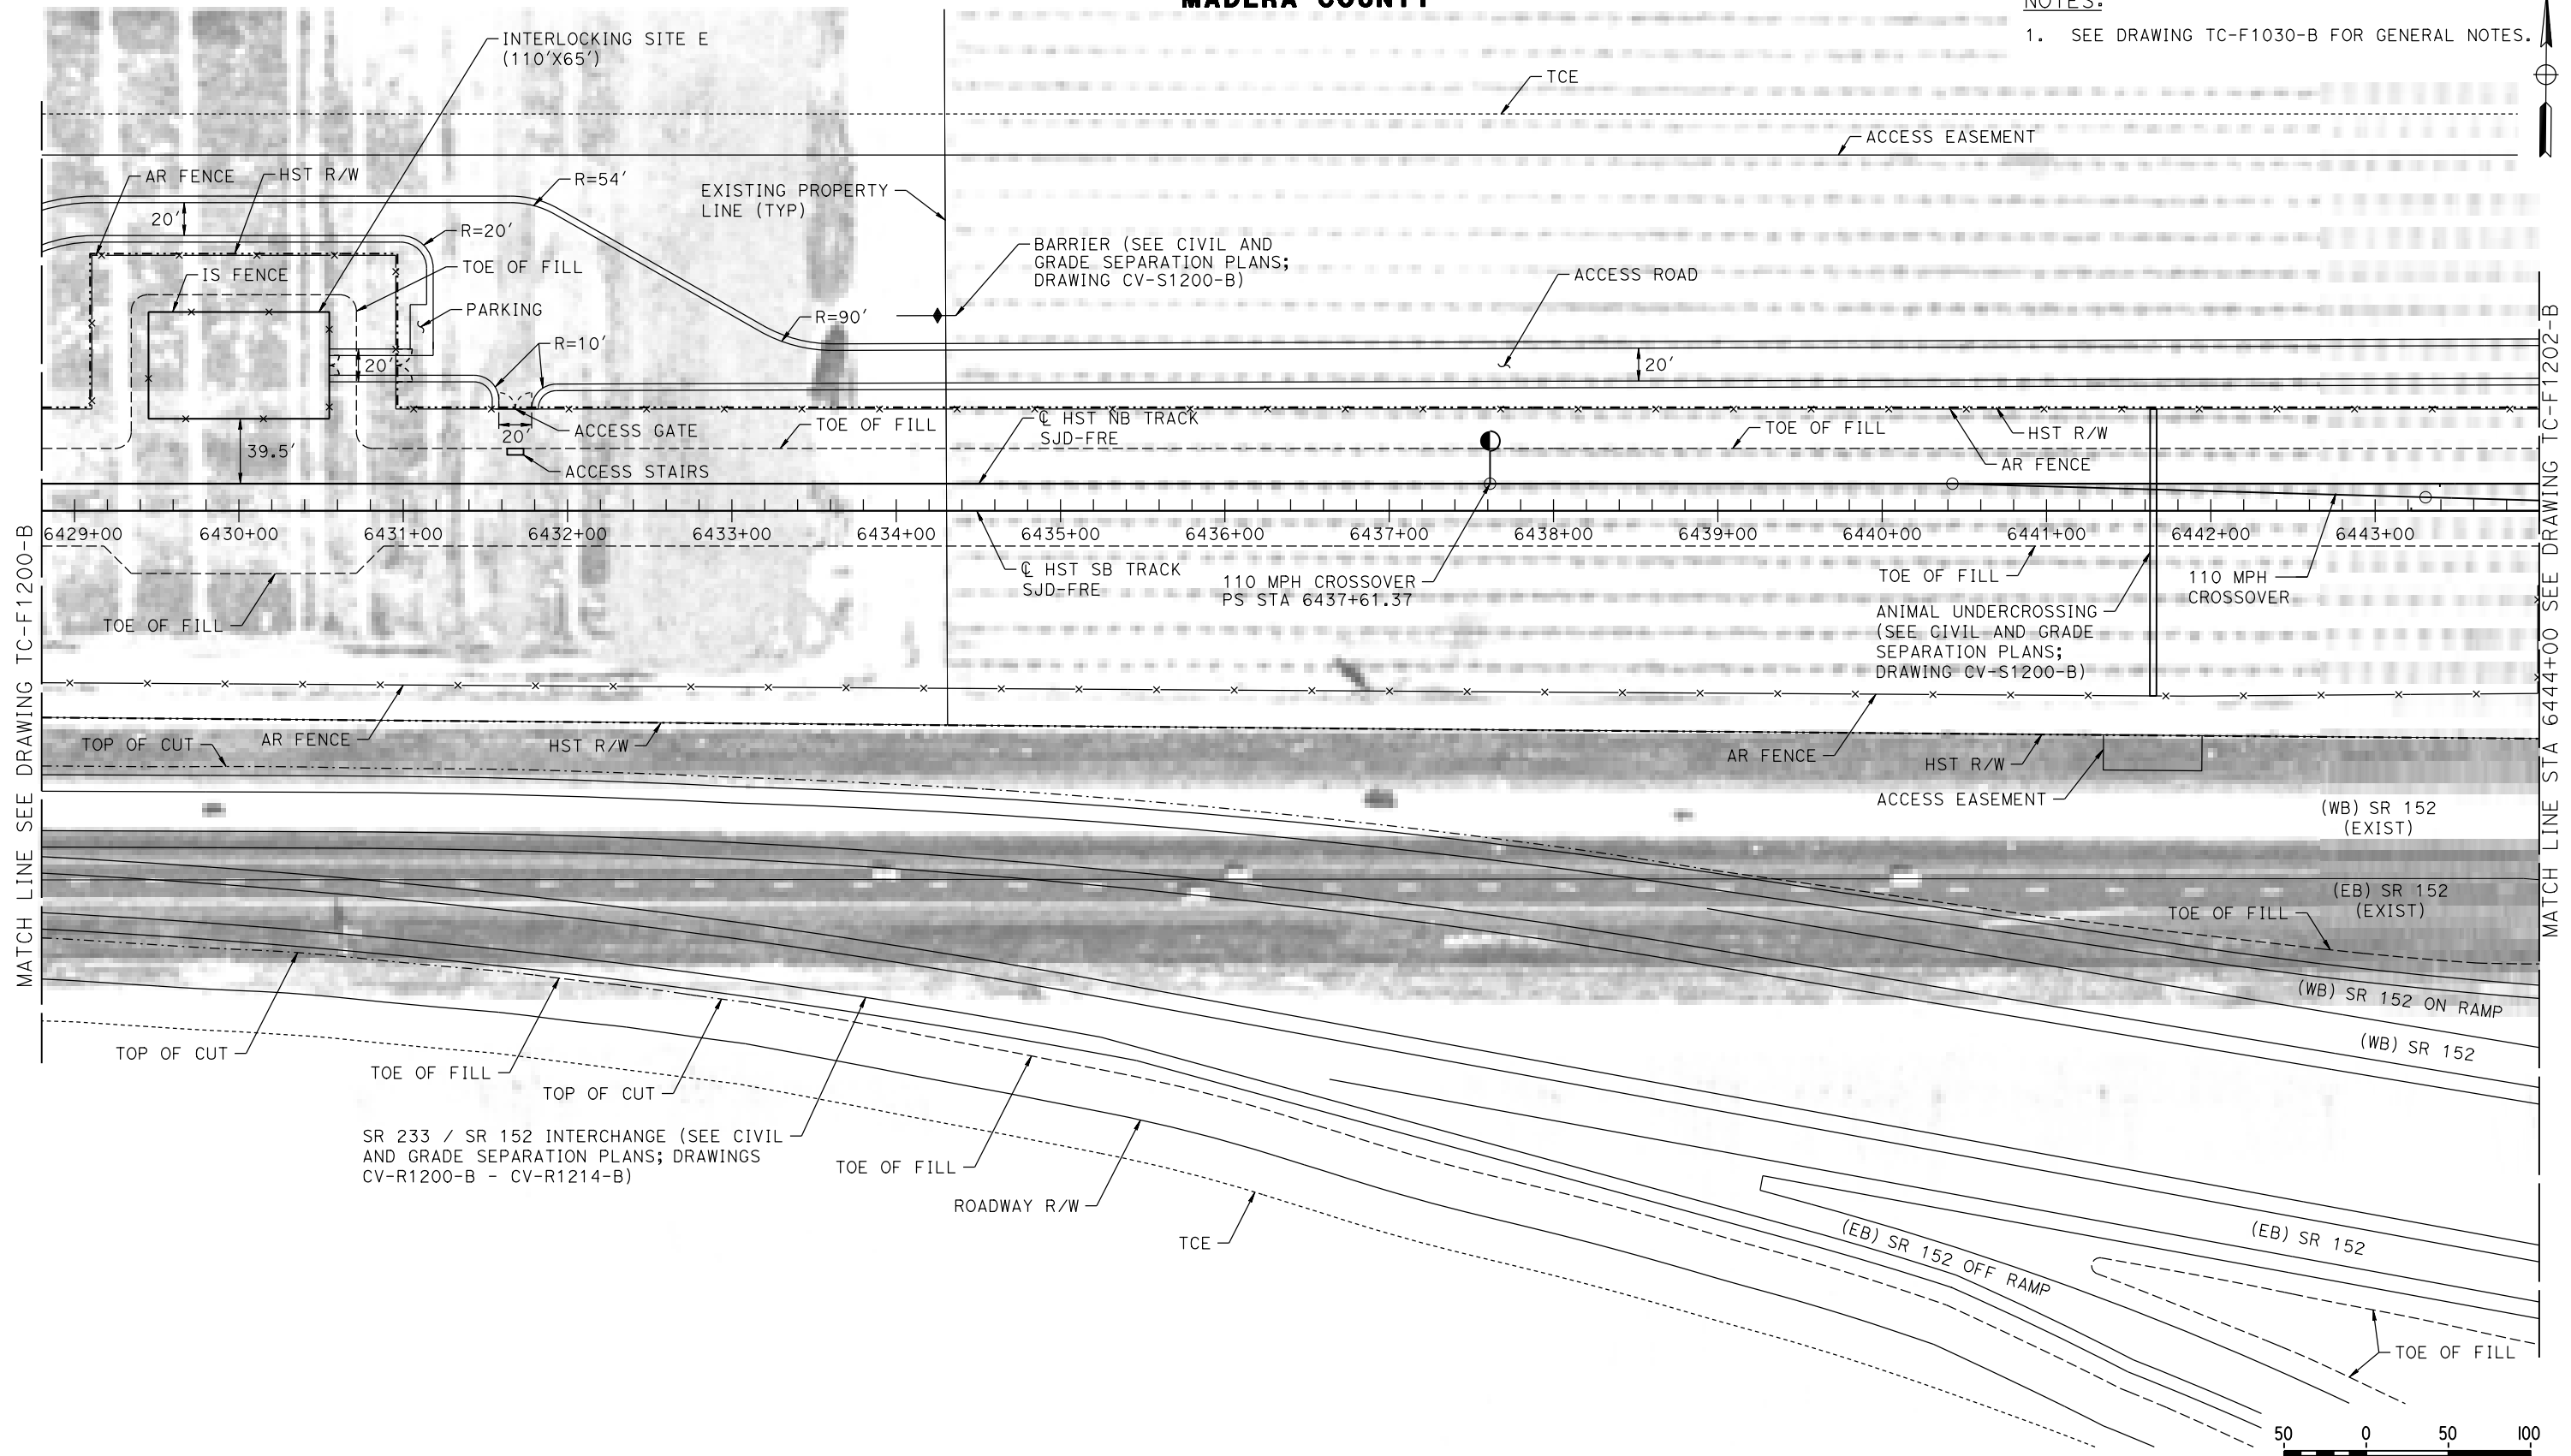 MADERA COUNTY
NOTES:
1. SEE DRAWING TC-F1030-B FOR GENERAL NOTES.
INTERLOCKING SITE E
(110'X65')
TCE
ACCESS EASEMENT
AR FENCE
HST R/W
R=54'
EXISTING PROPERTY
LINE (TYP)
20'
R=20'
BARRIER (SEE CIVIL AND
GRADE SEPARATION PLANS;
DRAWING CV-S1200-B)
IS FENCE
TOE OF FILL
ACCESS ROAD
PARKING
R=90'
R=10'
20'
20'
20'
ACCESS GATE
TOE OF FILL
℄ HST NB TRACK
SJD-FRE
TOE OF FILL
HST R/W
39.5'
ACCESS STAIRS
AR FENCE
6429+00
6430+00
6431+00
6432+00
6433+00
6434+00
6435+00
6436+00
6437+00
6438+00
6439+00
6440+00
6441+00
6442+00
6443+00
℄ HST SB TRACK
SJD-FRE
110 MPH CROSSOVER
PS STA 6437+61.37
TOE OF FILL
110 MPH
CROSSOVER
ANIMAL UNDERCROSSING
(SEE CIVIL AND GRADE
SEPARATION PLANS;
DRAWING CV-S1200-B)
TOE OF FILL
TOP OF CUT
AR FENCE
HST R/W
AR FENCE
HST R/W
ACCESS EASEMENT
(WB) SR 152
(EXIST)
(EB) SR 152
(EXIST)
TOE OF FILL
(WB) SR 152 ON RAMP
(WB) SR 152
TOP OF CUT
TOE OF FILL
TOP OF CUT
SR 233 / SR 152 INTERCHANGE (SEE CIVIL
AND GRADE SEPARATION PLANS; DRAWINGS
CV-R1200-B - CV-R1214-B)
TOE OF FILL
ROADWAY R/W
TCE
(EB) SR 152 OFF RAMP
(EB) SR 152
TOE OF FILL
50 0 50 100
MATCH LINE SEE DRAWING TC-F1200-B
MATCH LINE STA 6444+00 SEE DRAWING TC-F1202-B